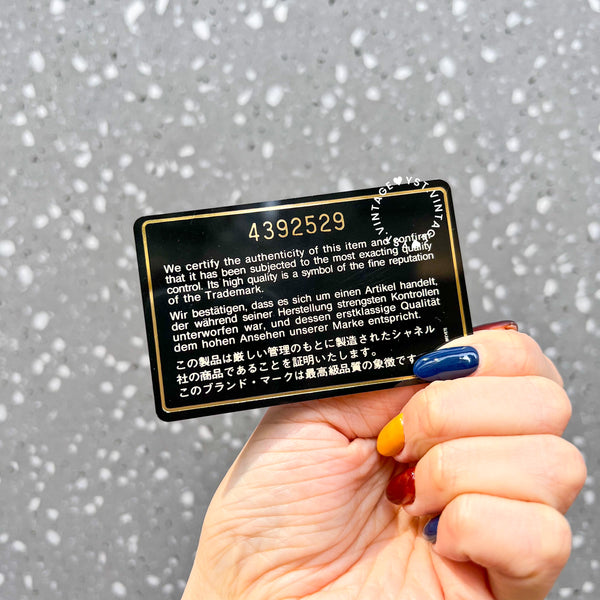 4392529
We certify the authenticity of this item and confirm
that it has been subjected to the most exacting quality
control. Its high quality is a symbol of the fine reputation
of the Trademark.
Wir bestätigen, dass es sich um einen Artikel handelt,
der während seiner Herstellung strengsten Kontrollen
unterworfen war, und dessen erstklassige Qualität
dem hohen Ansehen unserer Marke entspricht.
この製品は厳しい管理のもとに製造されたシャネル
社の商品であることを証明いたします。
このブランド・マークは最高級品質の象徴です
VINTAGE♥YST VINTAGE♥YS